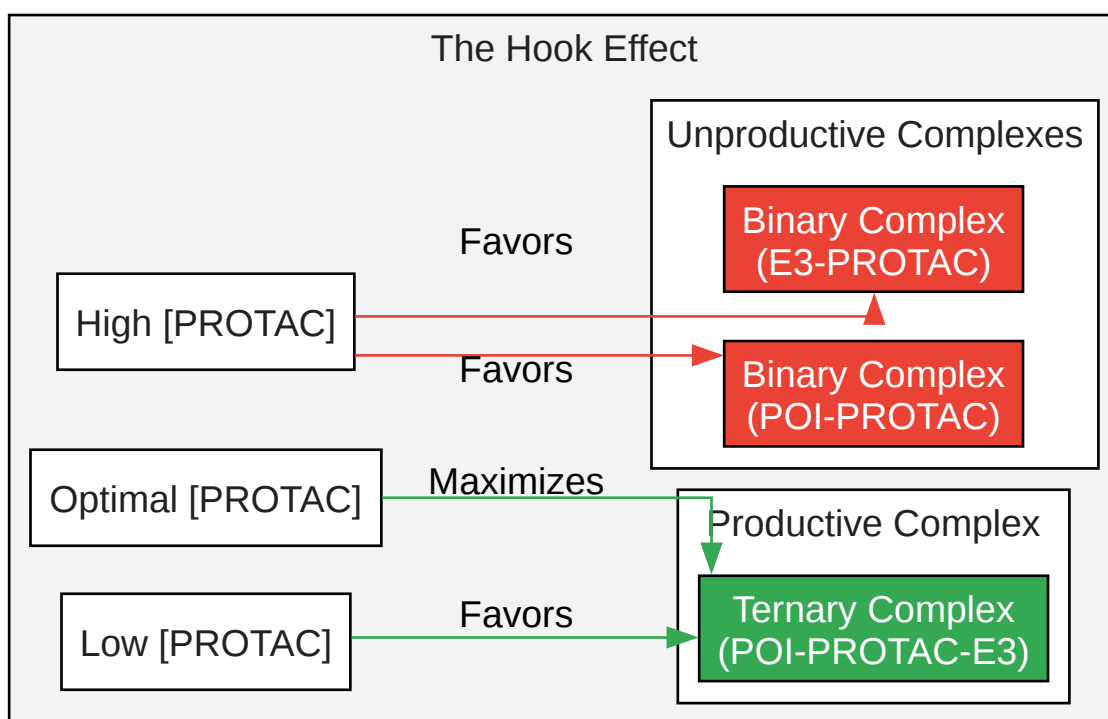 The Hook Effect
Unproductive Complexes
Favors
Binary Complex
(E3-PROTAC)
High [PROTAC]
Favors
Binary Complex
(POI-PROTAC)
Optimal [PROTAC]
Maximizes
Productive Complex
Low [PROTAC]
Favors
Ternary Complex
(POI-PROTAC-E3)